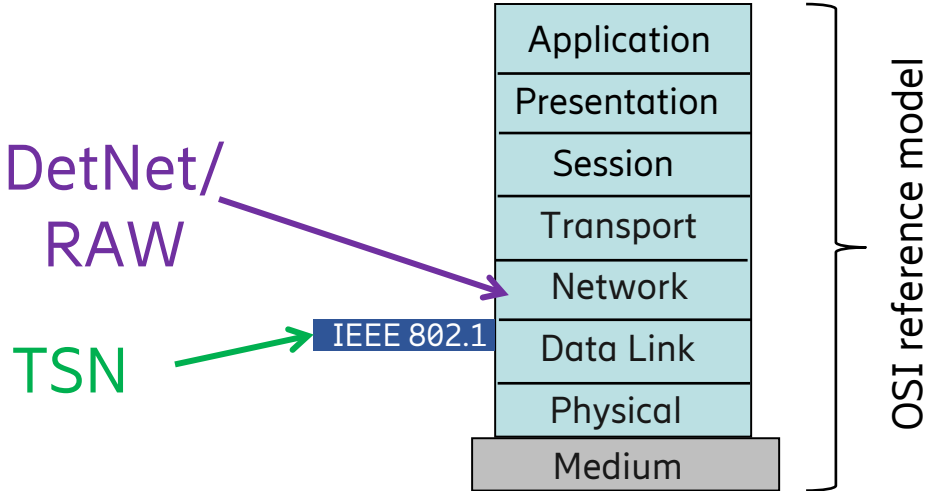 Application
Presentation
Session
Transport
Network
Data Link
Physical
Medium
DetNet/
RAW
IEEE 802.1
TSN
OSI reference model